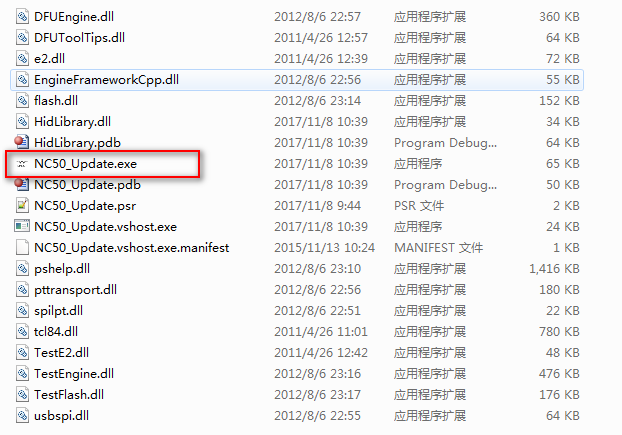 DFUEngine.dll 2012/8/6 22:57 应用程序扩展 360 KB
DFUToolTips.dll 2011/4/26 12:57 应用程序扩展 64 KB
e2.dll 2011/4/26 12:39 应用程序扩展 72 KB
EngineFrameworkCpp.dll 2012/8/6 22:56 应用程序扩展 55 KB
flash.dll 2012/8/6 23:14 应用程序扩展 152 KB
HidLibrary.dll 2017/11/8 10:39 应用程序扩展 34 KB
HidLibrary.pdb 2017/11/8 10:39 Program Debug... 64 KB
NC50_Update.exe 2017/11/8 10:39 应用程序 65 KB
NC50_Update.pdb 2017/11/8 10:39 Program Debug... 50 KB
NC50_Update.psr 2017/11/8 9:44 PSR 文件 2 KB
NC50_Update.vshost.exe 2017/11/8 10:39 应用程序 24 KB
NC50_Update.vshost.exe.manifest 2015/11/13 10:24 MANIFEST 文件 1 KB
pshelp.dll 2012/8/6 23:10 应用程序扩展 1,416 KB
pttransport.dll 2012/8/6 22:56 应用程序扩展 180 KB
spilpt.dll 2012/8/6 22:51 应用程序扩展 22 KB
tcl84.dll 2011/4/26 11:01 应用程序扩展 780 KB
TestE2.dll 2011/4/26 12:42 应用程序扩展 48 KB
TestEngine.dll 2012/8/6 23:16 应用程序扩展 476 KB
TestFlash.dll 2012/8/6 23:17 应用程序扩展 176 KB
usbspi.dll 2012/8/6 22:55 应用程序扩展 64 KB